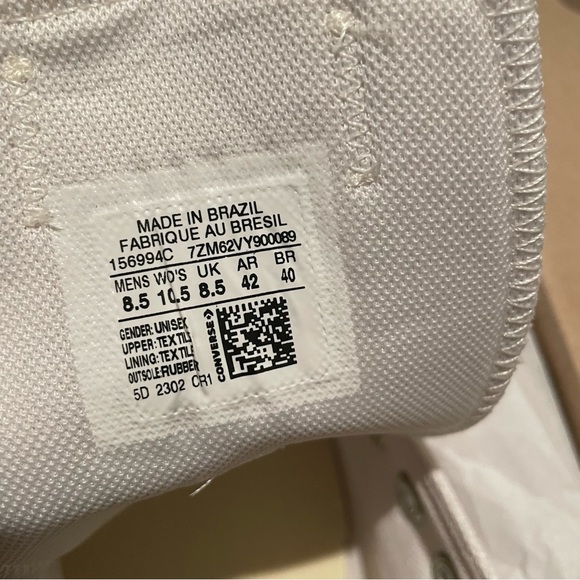 MADE IN BRAZIL
FABRIQUE AU BRESIL
156994C 7ZM62VY900089
MENS WO'S UK AR BR
8.5 10.5 8.5 42 40
GENDER: UNISEX
UPPER: TEXTILE
LINING: TEXTILE
OUTSOLE: RUBBER
5D 2302 CR1
CONVERSE